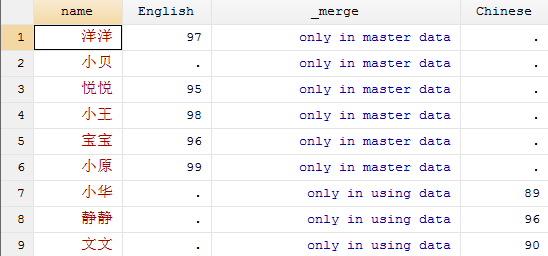 name English _merge Chinese
1 洋洋 97 only in master data .
2 小贝 . only in master data .
3 悦悦 95 only in master data .
4 小王 98 only in master data .
5 宝宝 96 only in master data .
6 小原 99 only in master data .
7 小华 . only in using data 89
8 静静 . only in using data 96
9 文文 . only in using data 90